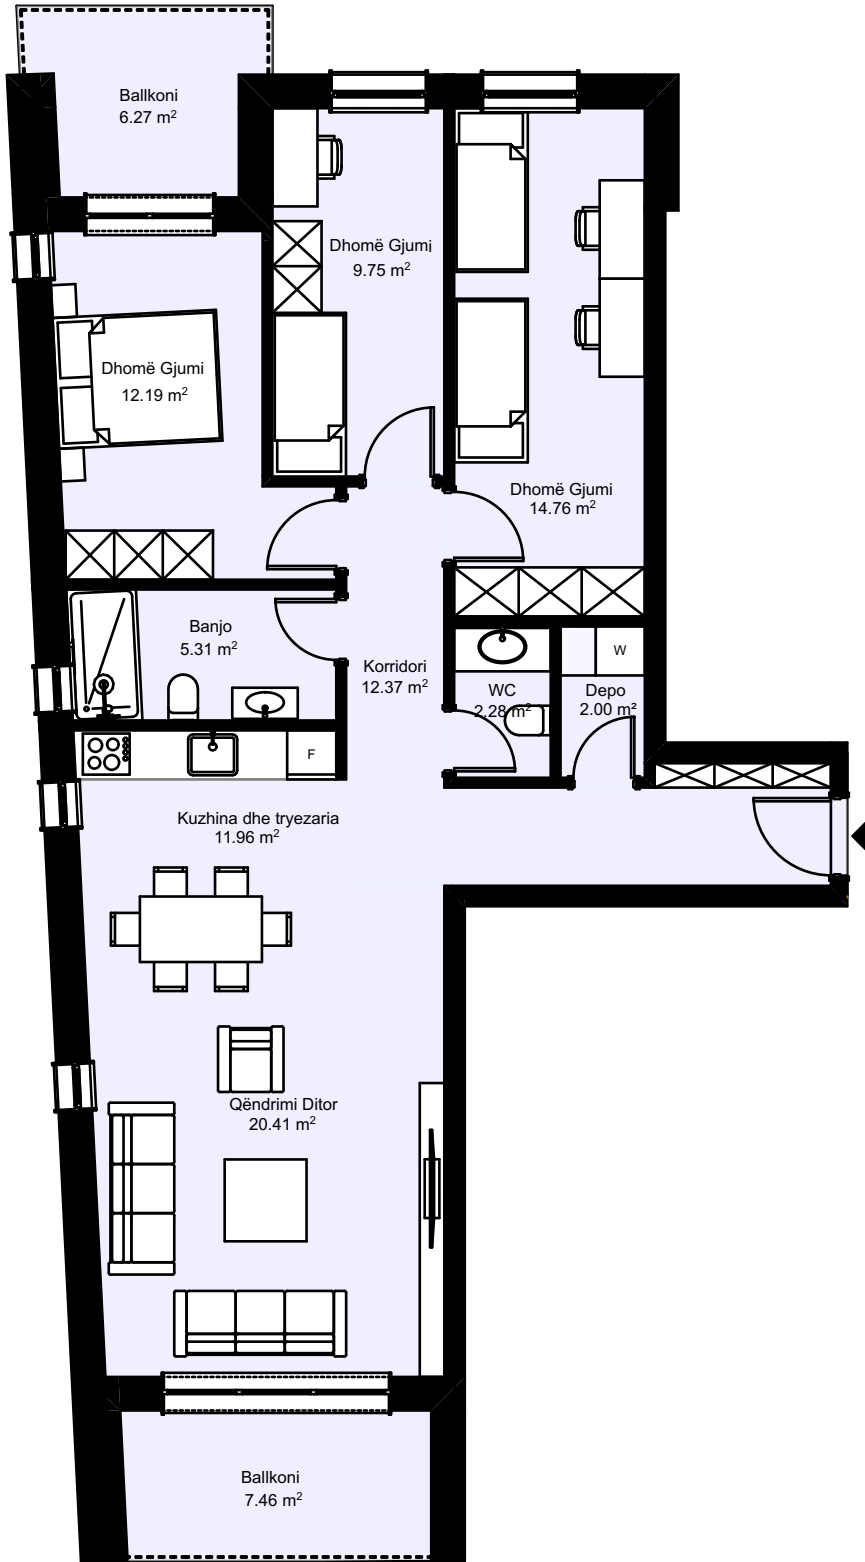 Ballkoni
6.27 m²
Dhomë Gjumi
9.75 m²
Dhomë Gjumi
12.19 m²
Dhomë Gjumi
14.76 m²
Banjo
5.31 m²
Korridori
12.37 m²
WC
2.28 m²
W
Depo
2.00 m²
F
Kuzhina dhe tryezaria
11.96 m²
Qëndrimi Ditor
20.41 m²
Ballkoni
7.46 m²